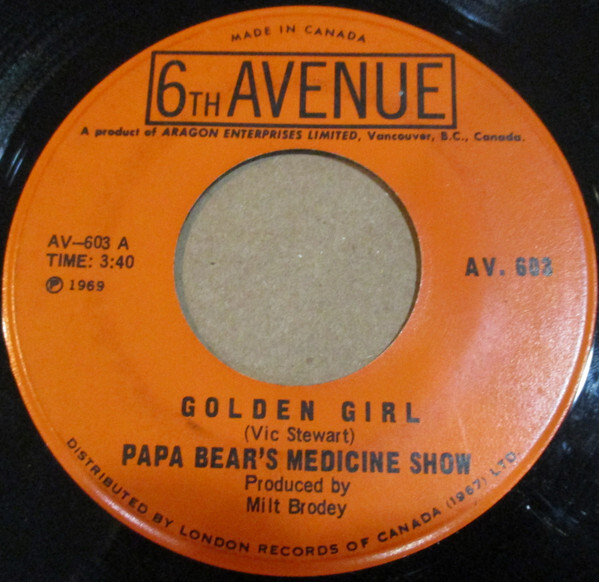 MADE IN CANADA
6TH AVENUE
A product of ARAGON ENTERPRISES LIMITED, Vancouver, B.C., Canada.
AV-603 A
TIME: 3:40
℗ 1969
AV. 603
GOLDEN GIRL
(Vic Stewart)
PAPA BEAR'S MEDICINE SHOW
Produced by
Milt Brodey
DISTRIBUTED BY LONDON RECORDS OF CANADA (1967) LTD.